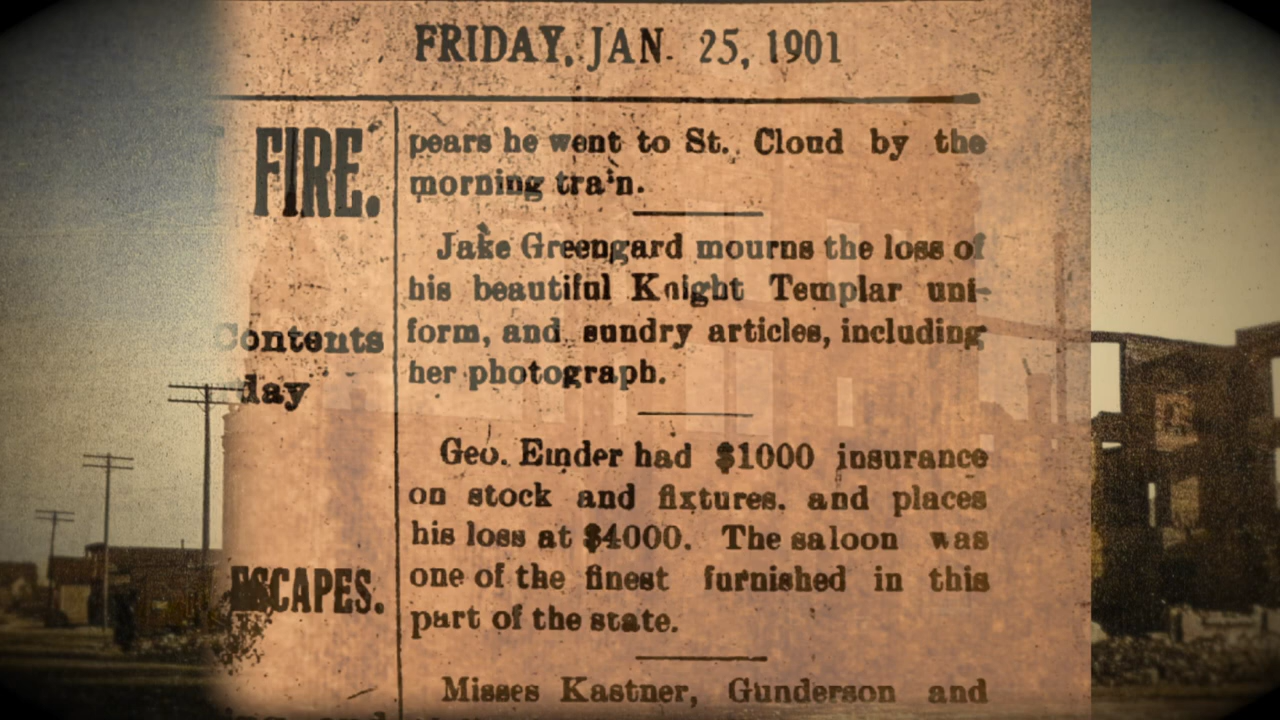 FRIDAY, JAN. 25, 1901
FIRE.
Contents
day
ESCAPES.
pears he went to St. Cloud by the
morning train.
Jake Greengard mourns the loss of
his beautiful Knight Templar uni-
form, and sundry articles, including
her photograph.
Geo. Emder had $1000 insurance
on stock and fixtures. and places
his loss at $4000. The saloon was
one of the finest furnished in this
part of the state.
Misses Kastner, Gunderson and